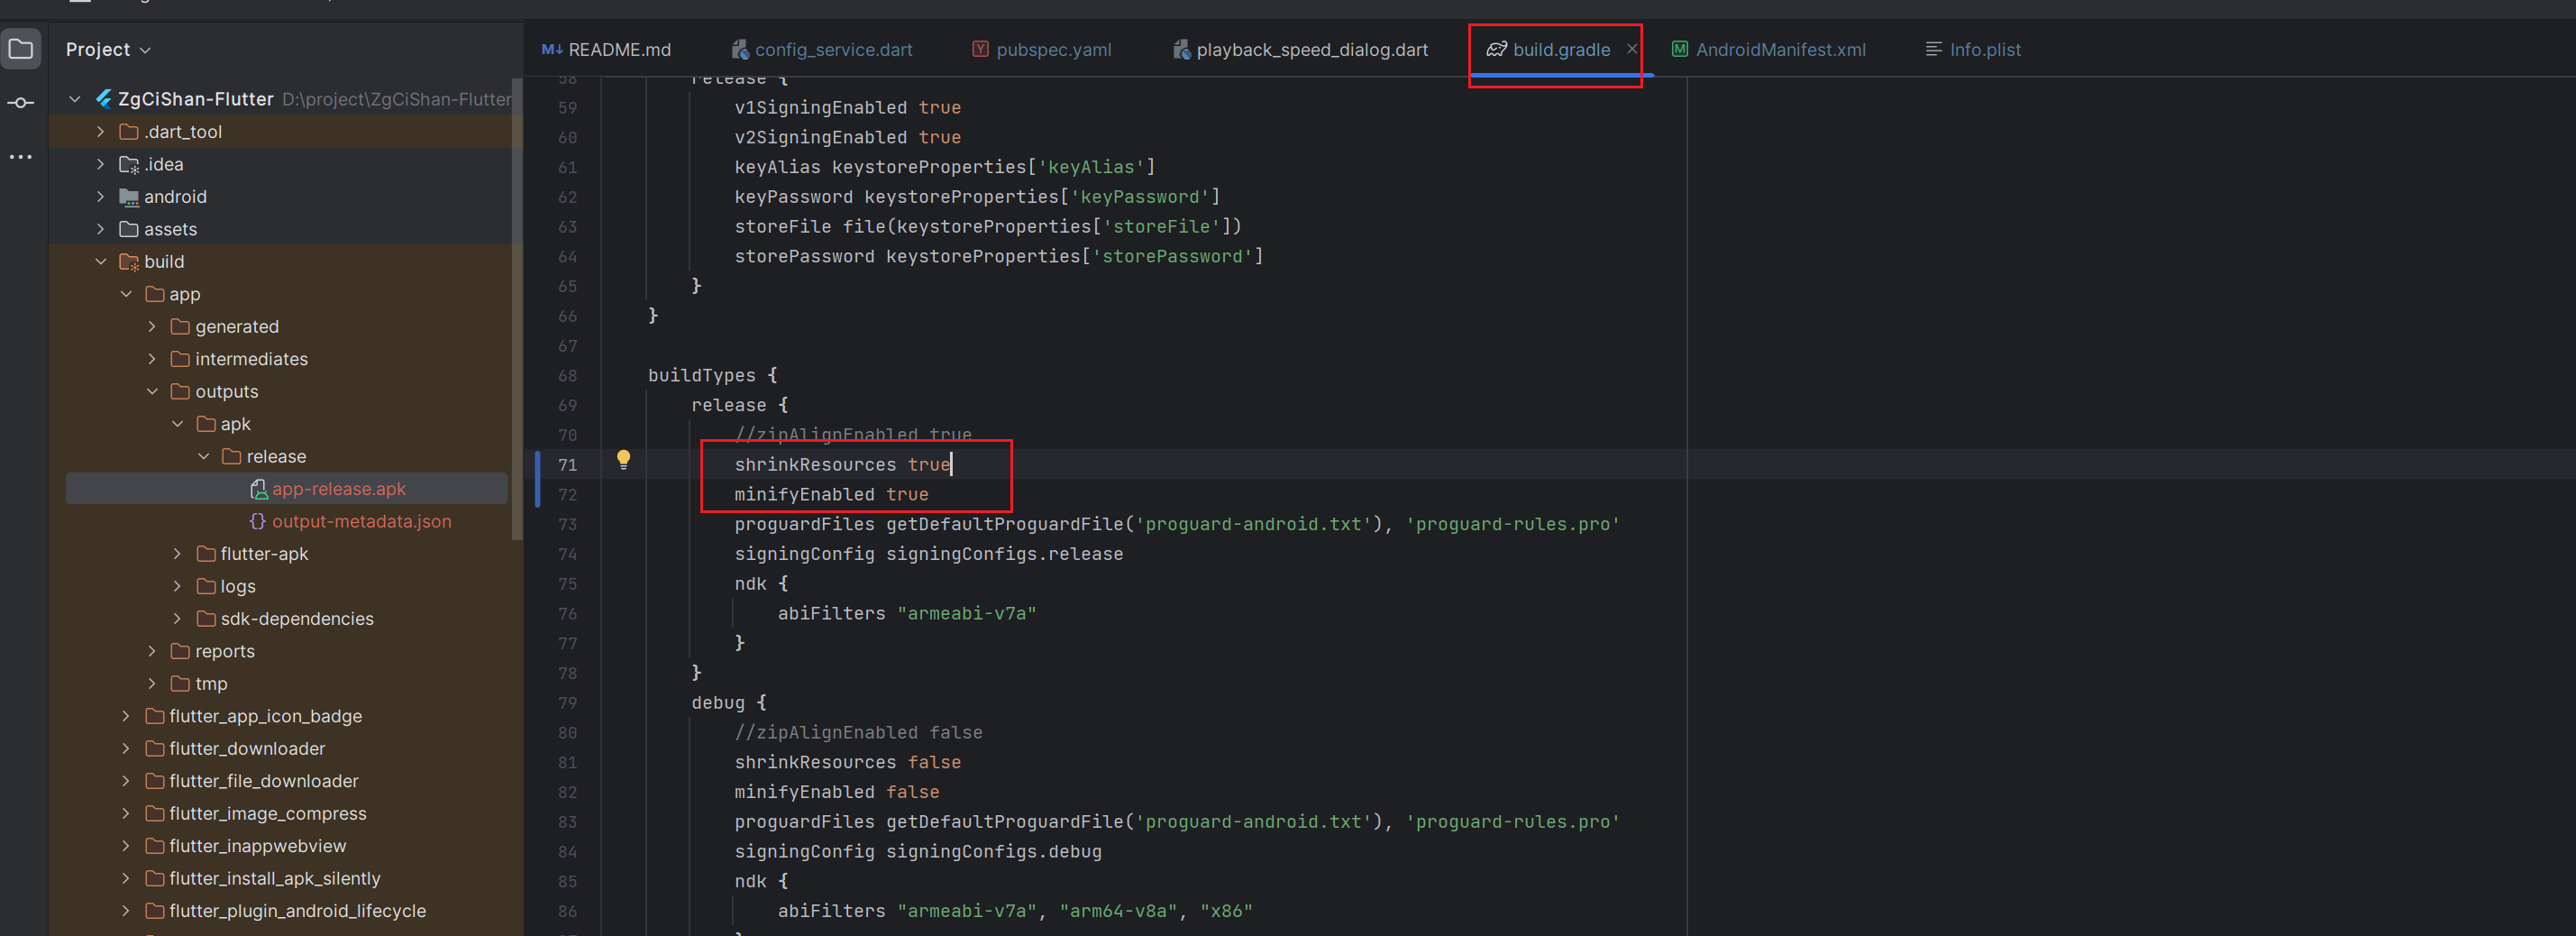 Project
ZgCiShan-Flutter D:\project\ZgCiShan-Flutter
.dart_tool
.idea
android
assets
build
app
generated
intermediates
outputs
apk
release
app-release.apk
output-metadata.json
flutter-apk
logs
sdk-dependencies
reports
tmp
flutter_app_icon_badge
flutter_downloader
flutter_file_downloader
flutter_image_compress
flutter_inappwebview
flutter_install_apk_silently
flutter_plugin_android_lifecycle
README.md config_service.dart pubspec.yaml playback_speed_dialog.dart build.gradle AndroidManifest.xml Info.plist
58 release {
59 v1SigningEnabled true
60 v2SigningEnabled true
61 keyAlias keystoreProperties['keyAlias']
62 keyPassword keystoreProperties['keyPassword']
63 storeFile file(keystoreProperties['storeFile'])
64 storePassword keystoreProperties['storePassword']
65 }
66 }
67
68 buildTypes {
69 release {
70 //zipAlignEnabled true
71 shrinkResources true
72 minifyEnabled true
73 proguardFiles getDefaultProguardFile('proguard-android.txt'), 'proguard-rules.pro'
74 signingConfig signingConfigs.release
75 ndk {
76 abiFilters "armeabi-v7a"
77 }
78 }
79 debug {
80 //zipAlignEnabled false
81 shrinkResources false
82 minifyEnabled false
83 proguardFiles getDefaultProguardFile('proguard-android.txt'), 'proguard-rules.pro'
84 signingConfig signingConfigs.debug
85 ndk {
86 abiFilters "armeabi-v7a", "arm64-v8a", "x86"